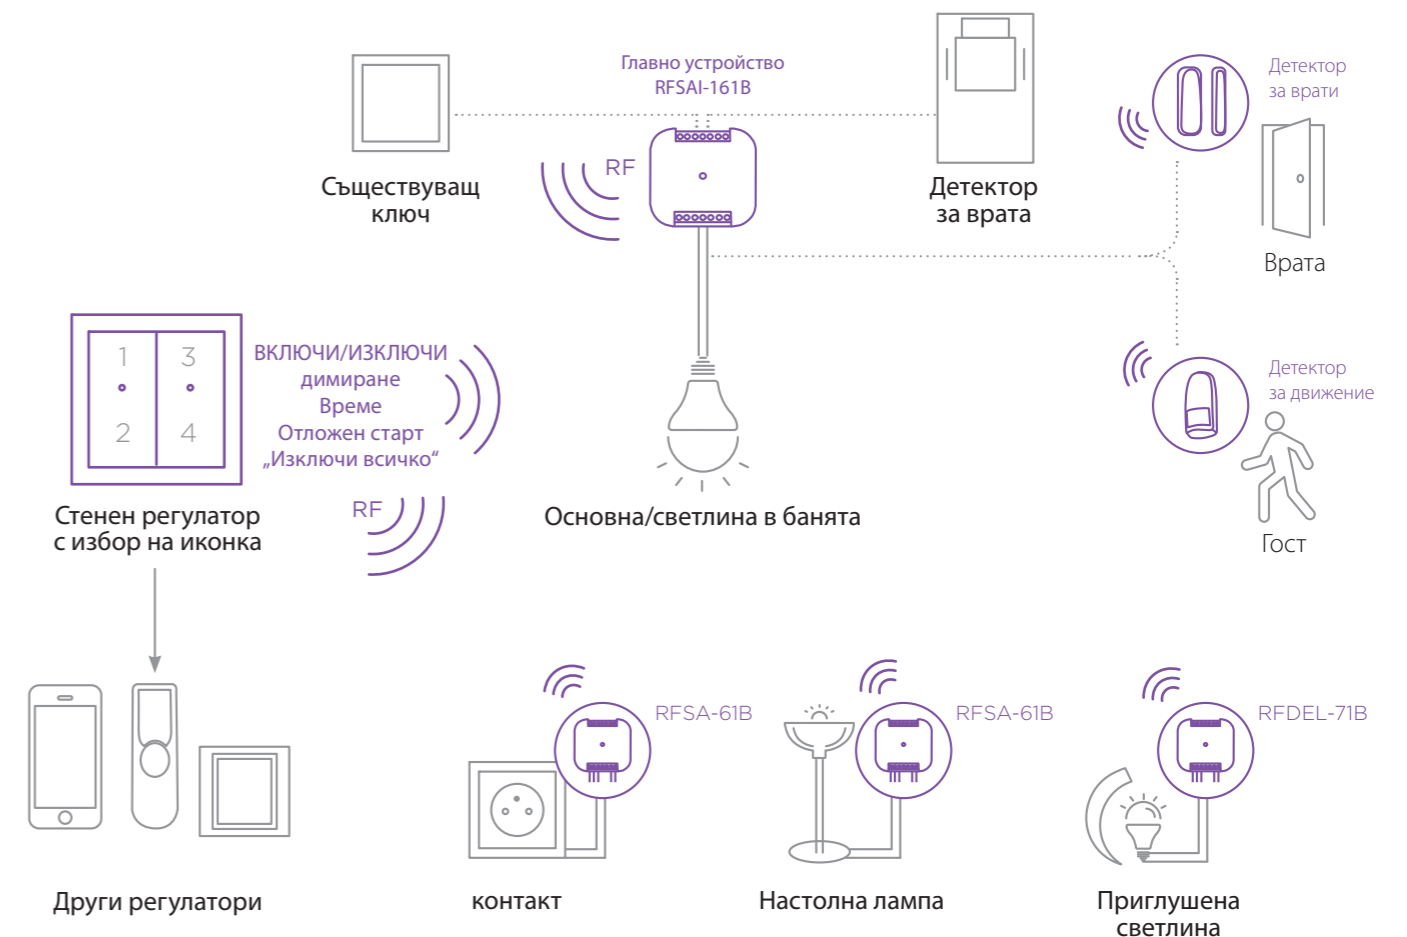 Главно устройство
RFSAI-161B
Детектор
за врати
RF
Съществуващ
ключ
Детектор
за врата
Врата
1
3
2
4
ВКЛЮЧИ/ИЗКЛЮЧИ
димиране
Време
Отложен старт
„Изключи всичко“
Детектор
за движение
RF
Стенен регулатор
с избор на иконка
Основна/светлина в банята
Гост
RFSA-61B
RFSA-61B
RFDEL-71B
Други регулатори
контакт
Настолна лампа
Приглушена
светлина